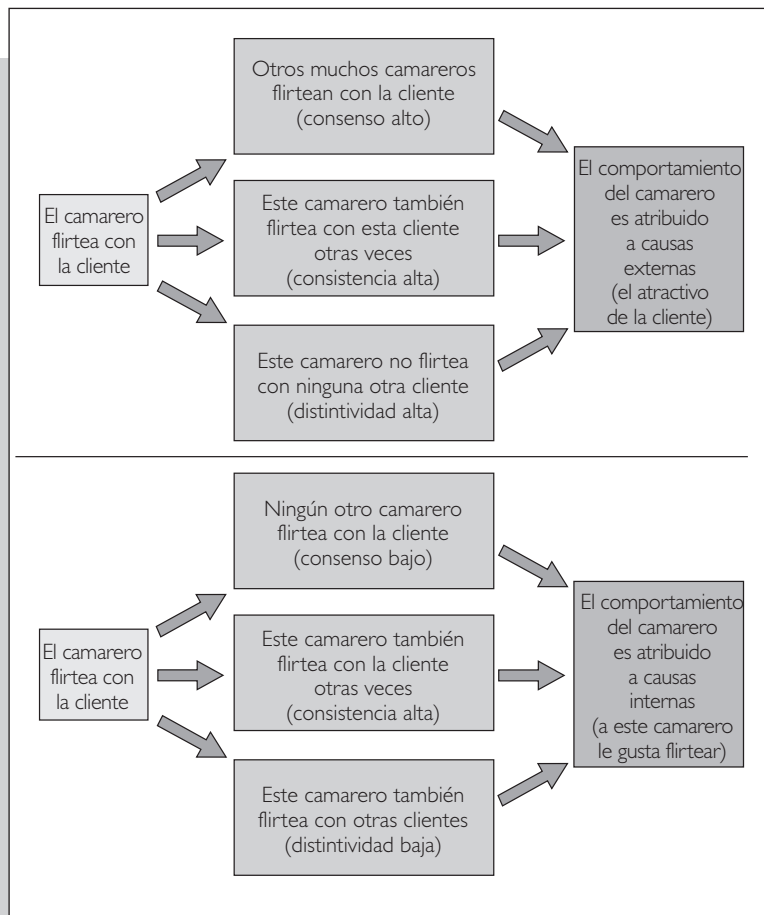 Otros muchos camareros
flirtean con la cliente
(consenso alto)
El camarero
flirtea con
la cliente
Este camarero también
flirtea con esta cliente
otras veces
(consistencia alta)
Este camarero no flirtea
con ninguna otra cliente
(distintividad alta)
El comportamiento
del camarero
es atribuido
a causas
externas
(el atractivo
de la cliente)
Ningún otro camarero
flirtea con la cliente
(consenso bajo)
El camarero
flirtea con
la cliente
Este camarero también
flirtea con la cliente
otras veces
(consistencia alta)
Este camarero también
flirtea con otras clientes
(distintividad baja)
El comportamiento
del camarero
es atribuido
a causas
internas
(a este camarero
le gusta flirtear)